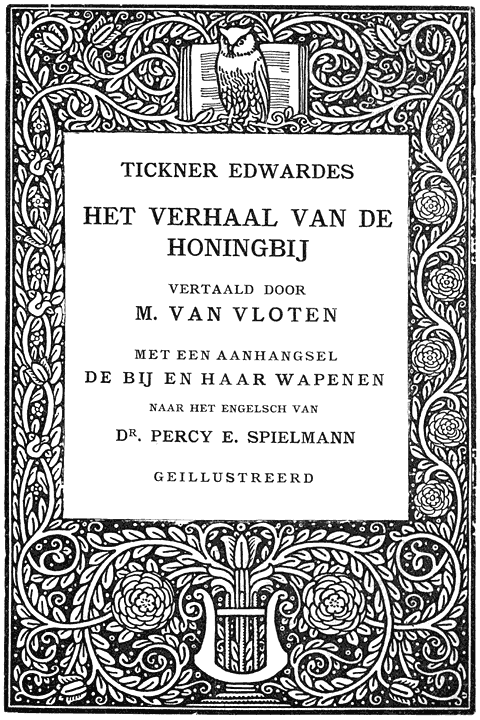 TICKNER EDWARDES
HET VERHAAL VAN DE
HONINGBIJ
VERTAALD DOOR
M. VAN VLOTEN
MET EEN AANHANGSEL
DE BIJ EN HAAR WAPENEN
NAAR HET ENGELSCH VAN
DR. PERCY E. SPIELMANN
GEILLUSTREERD